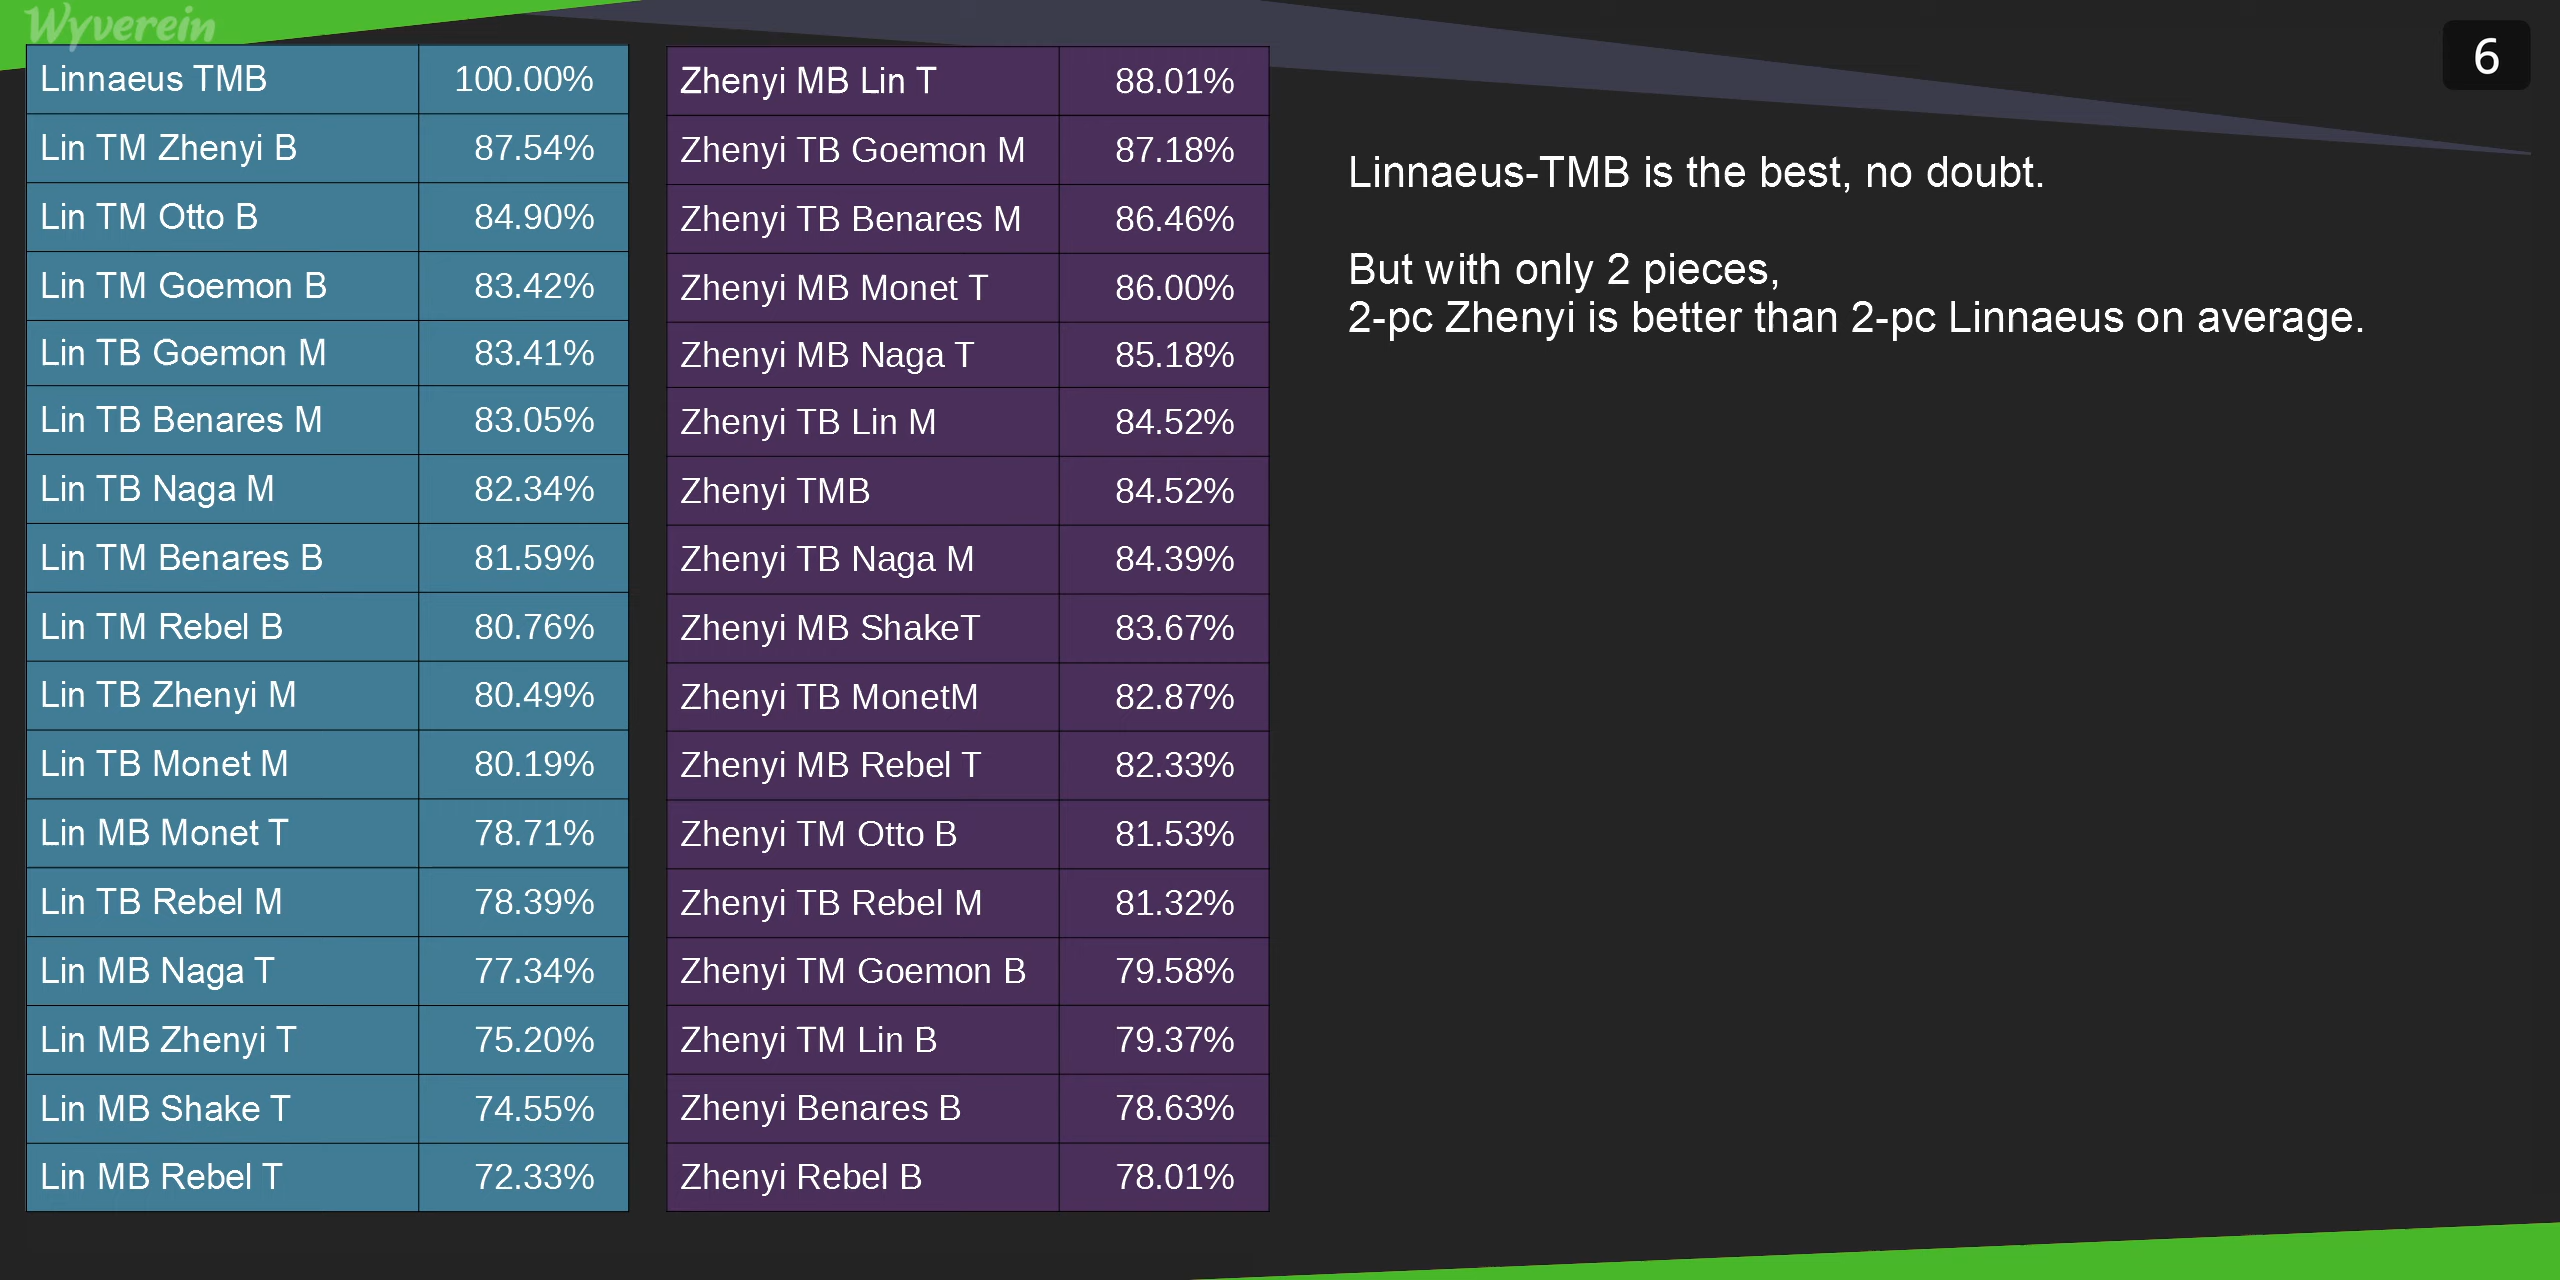 Wyverein
6
Linnaeus TMB 100.00%
Lin TM Zhenyi B 87.54%
Lin TM Otto B 84.90%
Lin TM Goemon B 83.42%
Lin TB Goemon M 83.41%
Lin TB Benares M 83.05%
Lin TB Naga M 82.34%
Lin TM Benares B 81.59%
Lin TM Rebel B 80.76%
Lin TB Zhenyi M 80.49%
Lin TB Monet M 80.19%
Lin MB Monet T 78.71%
Lin TB Rebel M 78.39%
Lin MB Naga T 77.34%
Lin MB Zhenyi T 75.20%
Lin MB Shake T 74.55%
Lin MB Rebel T 72.33%
Zhenyi MB Lin T 88.01%
Zhenyi TB Goemon M 87.18%
Zhenyi TB Benares M 86.46%
Zhenyi MB Monet T 86.00%
Zhenyi MB Naga T 85.18%
Zhenyi TB Lin M 84.52%
Zhenyi TMB 84.52%
Zhenyi TB Naga M 84.39%
Zhenyi MB ShakeT 83.67%
Zhenyi TB MonetM 82.87%
Zhenyi MB Rebel T 82.33%
Zhenyi TM Otto B 81.53%
Zhenyi TB Rebel M 81.32%
Zhenyi TM Goemon B 79.58%
Zhenyi TM Lin B 79.37%
Zhenyi Benares B 78.63%
Zhenyi Rebel B 78.01%
Linnaeus-TMB is the best, no doubt.
But with only 2 pieces,
2-pc Zhenyi is better than 2-pc Linnaeus on average.